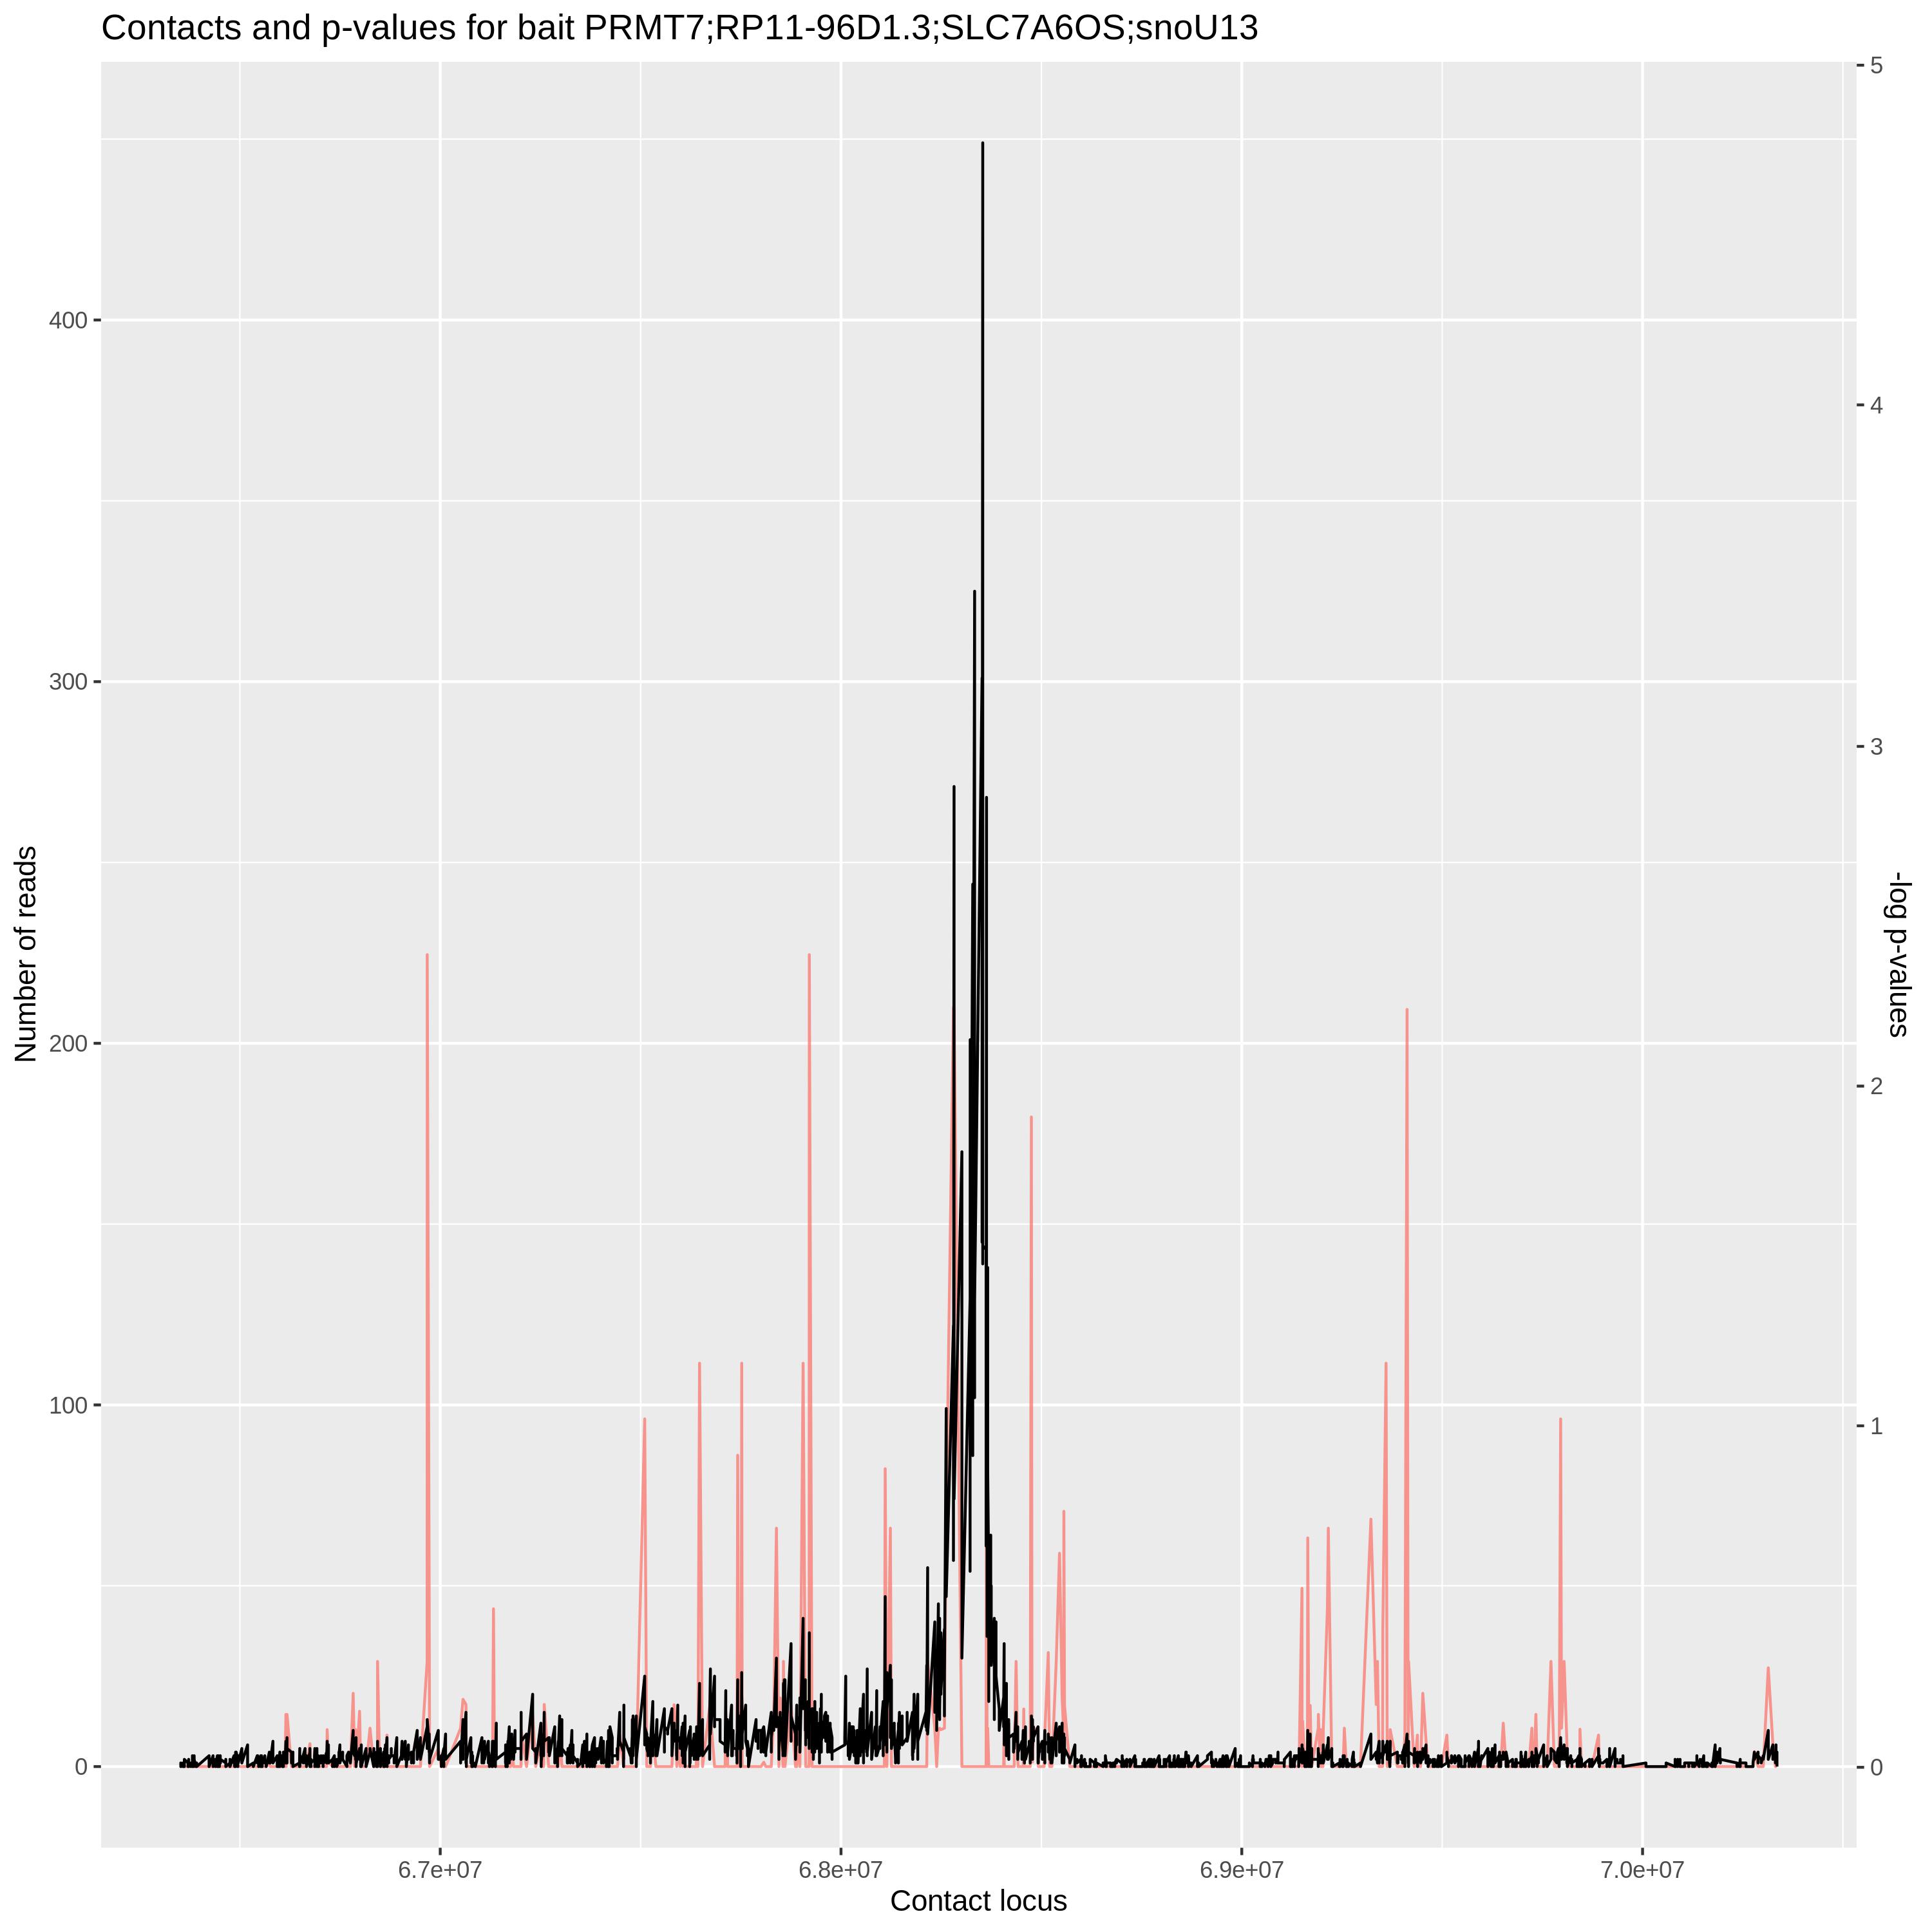 Contacts and p-values for bait PRMT7;RP11-96D1.3;SLC7A6OS;snoU13
Number of reads
400
300
200
100
0
5
4
3
2
1
0
-log p-values
6.7e+07
6.8e+07
6.9e+07
7.0e+07
Contact locus